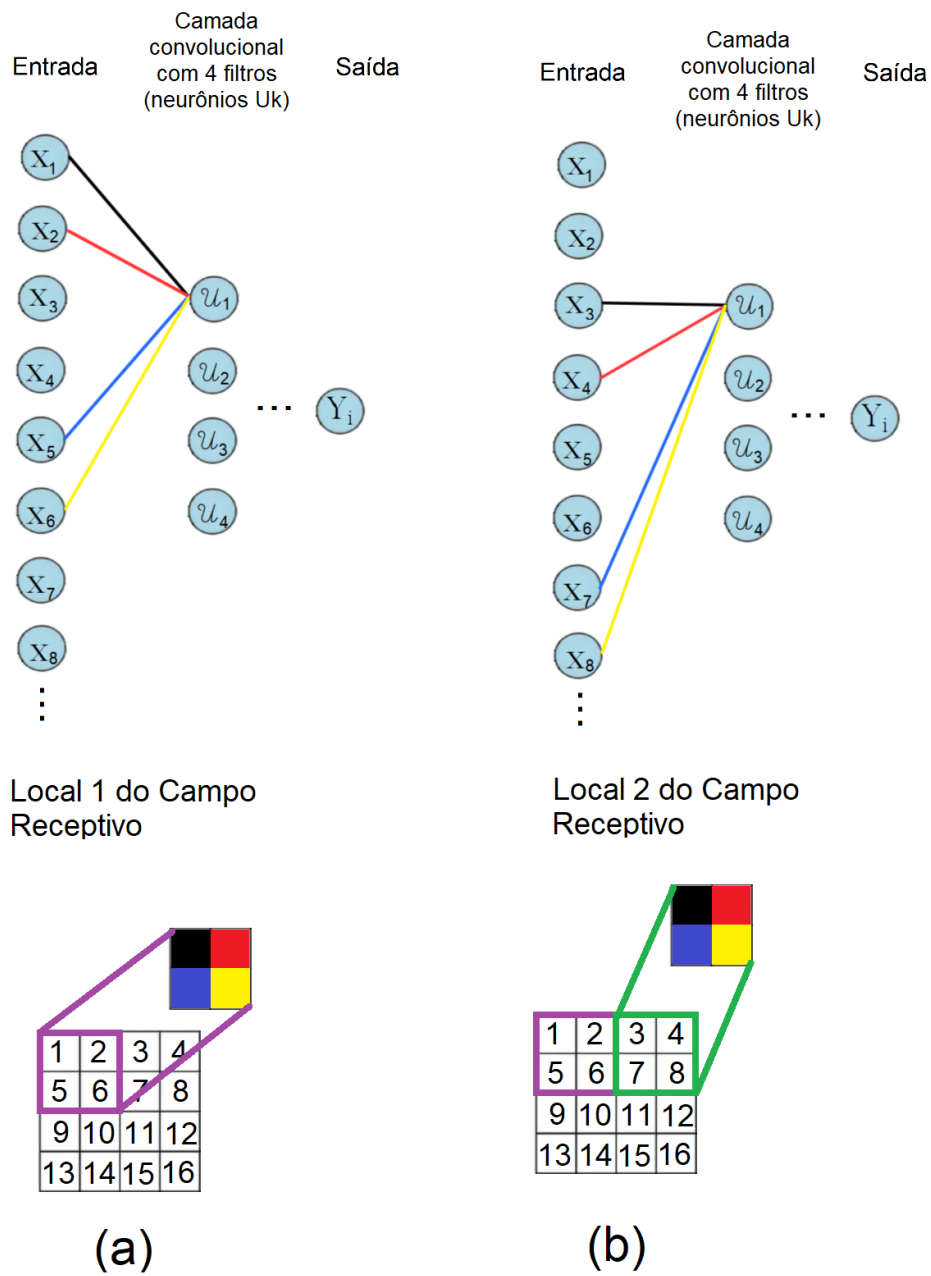 Entrada
Camada
convolucional
com 4 filtros
(neurônios Uk)
Saída
X1
X2
X3
X4
X5
X6
X7
X8
⋮
𝒰1
𝒰2
𝒰3
𝒰4
...
Yi
Local 1 do Campo
Receptivo
1 2 3 4
5 6 7 8
9 10 11 12
13 14 15 16
(a)
Entrada
Camada
convolucional
com 4 filtros
(neurônios Uk)
Saída
X1
X2
X3
X4
X5
X6
X7
X8
⋮
𝒰1
𝒰2
𝒰3
𝒰4
...
Yi
Local 2 do Campo
Receptivo
1 2 3 4
5 6 7 8
9 10 11 12
13 14 15 16
(b)